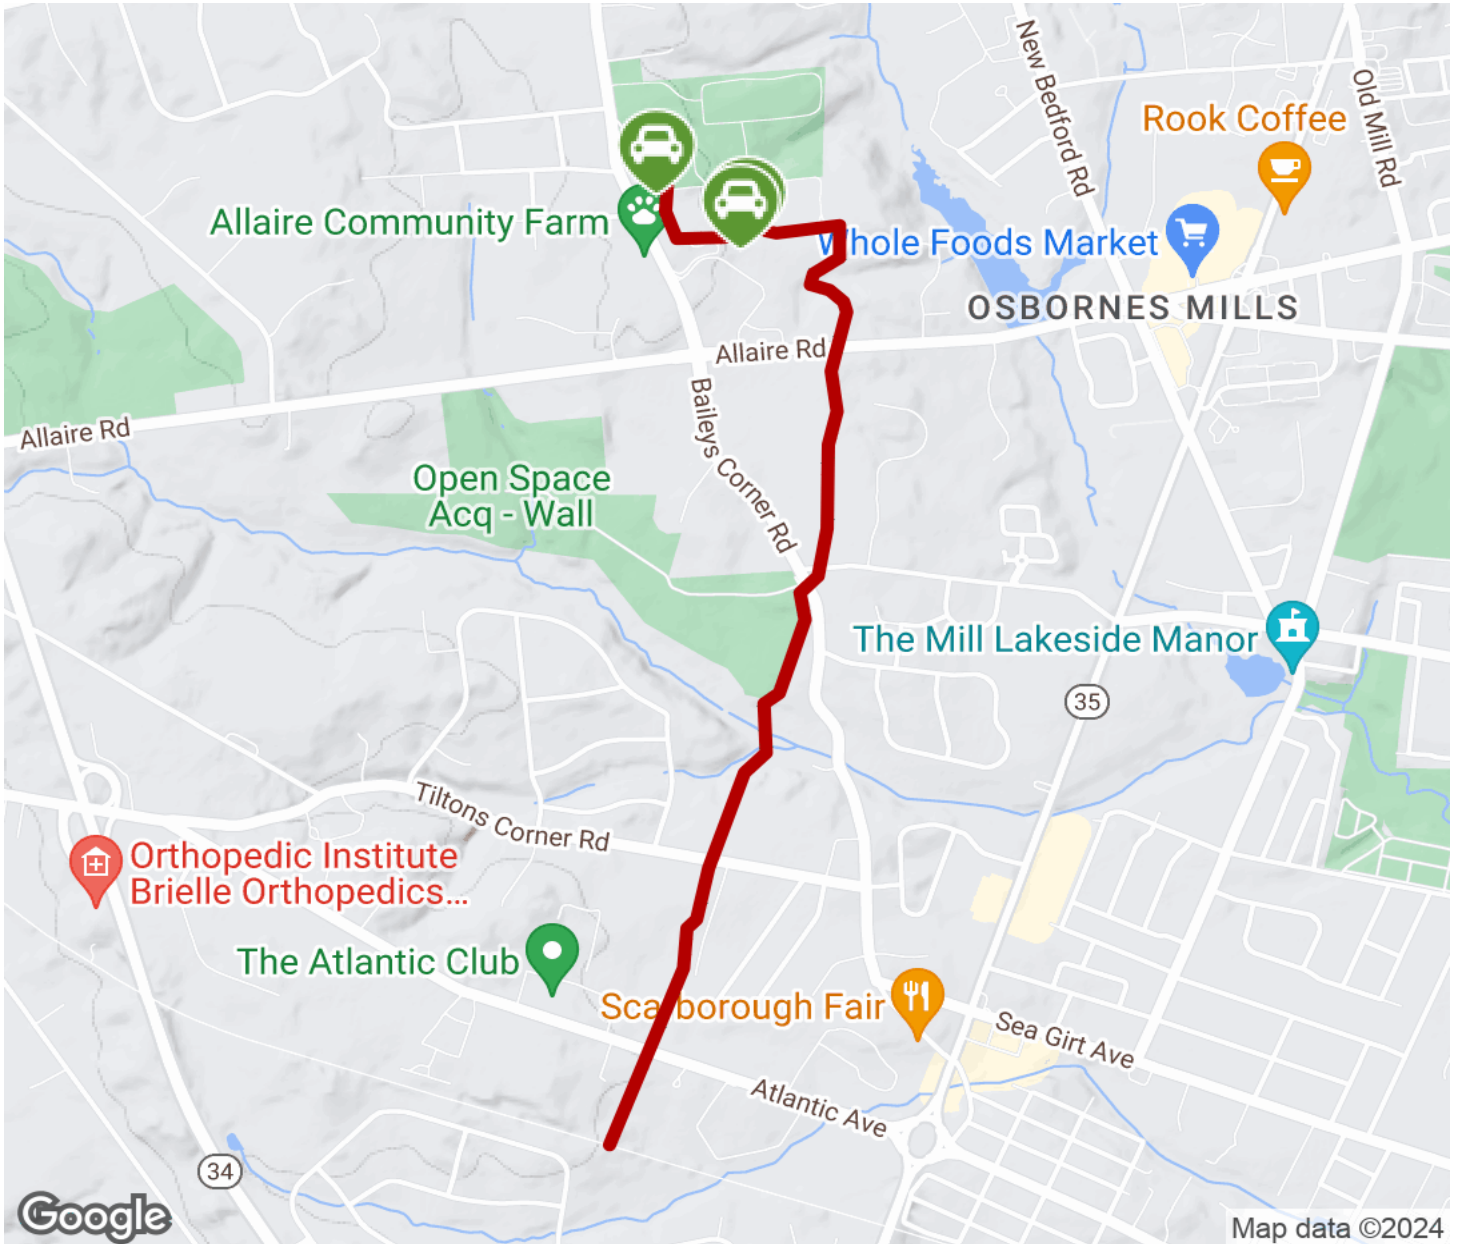 New Bedford Rd
Old Mill Rd
Rook Coffee
Allaire Community Farm
Whole Foods Market
OSBORNES MILLS
Allaire Rd
Allaire Rd
Baileys Corner Rd
Open Space
Acq - Wall
The Mill Lakeside Manor
35
Tiltons Corner Rd
Orthopedic Institute
Brielle Orthopedics...
The Atlantic Club
Scarborough Fair
Sea Girt Ave
Atlantic Ave
34
Google
Map data ©2024